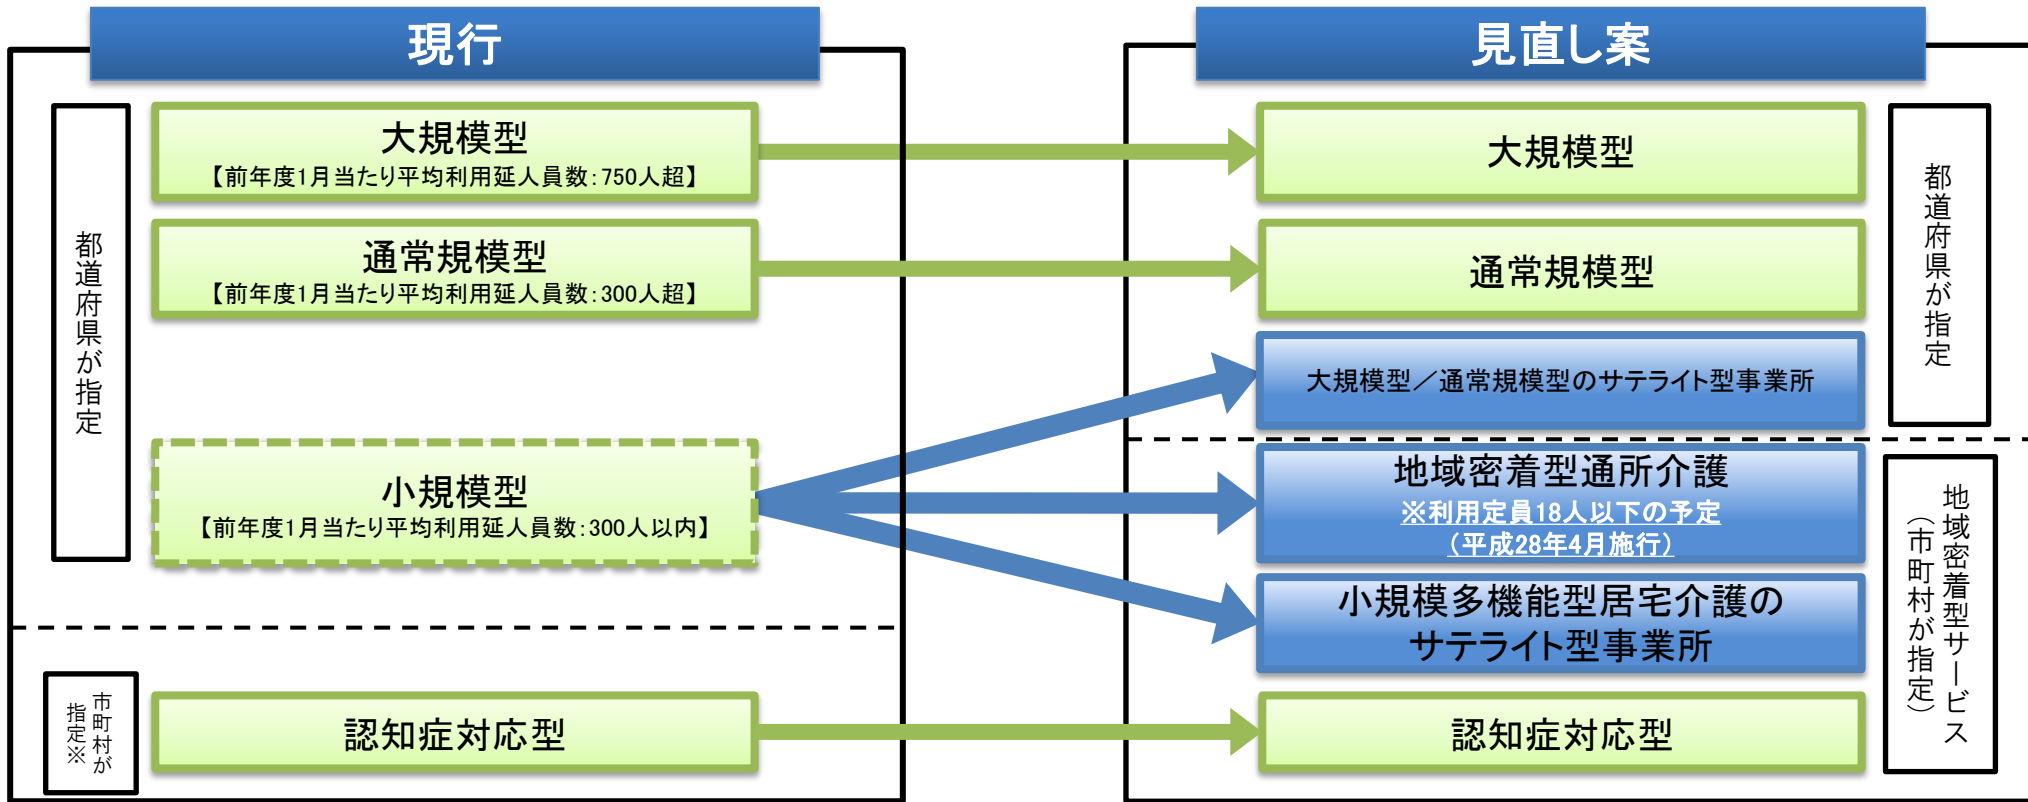 現行
都道府県が指定
大規模型
【前年度1月当たり平均利用延人員数：750人超】
通常規模型
【前年度1月当たり平均利用延人員数：300人超】
小規模型
【前年度1月当たり平均利用延人員数：300人以内】
市町村が
指定※
認知症対応型
見直し案
大規模型
通常規模型
大規模型／通常規模型のサテライト型事業所
都道府県が指定
地域密着型通所介護
※利用定員18人以下の予定
（平成28年4月施行）
小規模多機能型居宅介護の
サテライト型事業所
認知症対応型
地域密着型サービス
（市町村が指定）